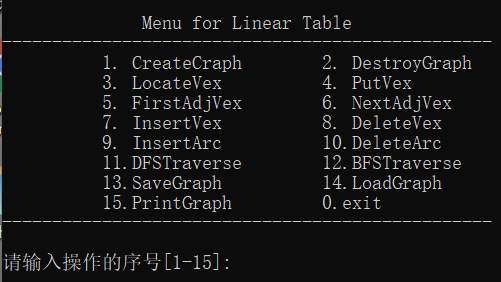 Menu for Linear Table
1. CreateCraph 2. DestroyGraph
3. LocateVex 4. PutVex
5. FirstAdjVex 6. NextAdjVex
7. InsertVex 8. DeleteVex
9. InsertArc 10.DeleteArc
11.DFSTraverse 12.BFSTraverse
13.SaveGraph 14.LoadGraph
15.PrintGraph 0.exit
请输入操作的序号[1-15]: